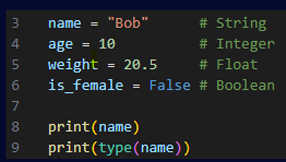 3 name = "Bob" # String
4 age = 10 # Integer
5 weight = 20.5 # Float
6 is_female = False # Boolean
7
8 print(name)
9 print(type(name))